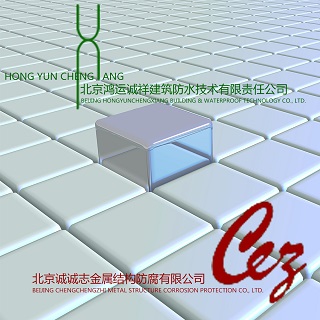 HONG YUN CHENG XIANG
北京鸿运诚祥建筑防水技术有限责任公司
BEIJING HONGYUNCHENGXIANG BUILDING & WATERPROOF TECHNOLOGY CO., LTD.
Cez
北京诚诚志金属结构防腐有限公司
BEIJING CHENGCHENGZHI METAL STRUCTURE CORROSION PROTECTION CO., LTD.